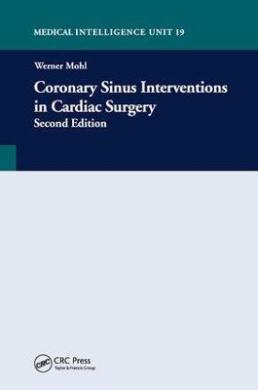 MEDICAL INTELLIGENCE UNIT 19
Werner Mohl
Coronary Sinus Interventions
in Cardiac Surgery
Second Edition
CRC Press
Taylor & Francis Group